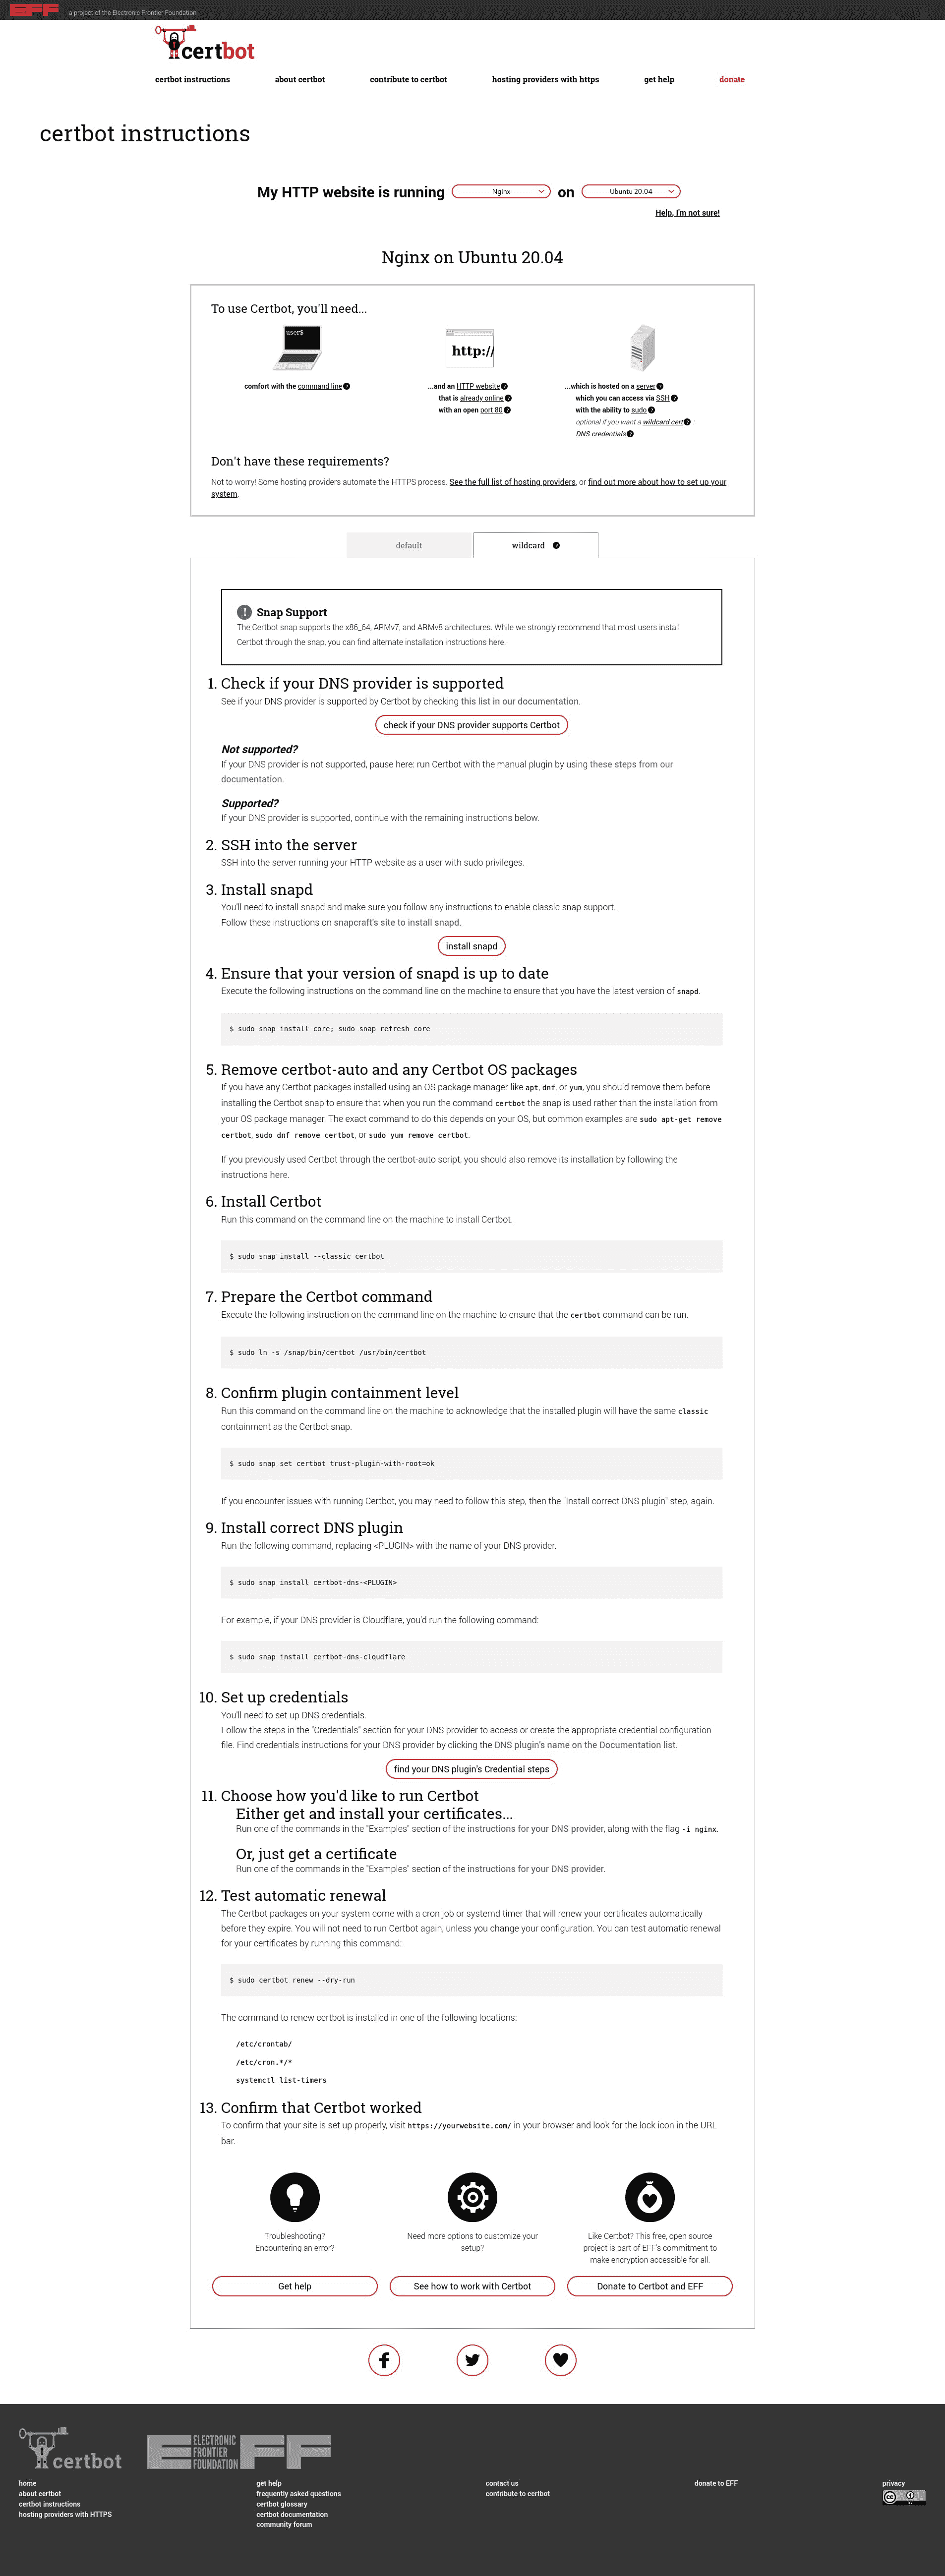 EFF a project of the Electronic Frontier Foundation
certbot
certbot instructions about certbot contribute to certbot hosting providers with https get help donate
certbot instructions
My HTTP website is running Nginx on Ubuntu 20.04
Help, I'm not sure!
Nginx on Ubuntu 20.04
To use Certbot, you'll need...
user$
http://
comfort with the command line ?
...and an HTTP website ?
that is already online ?
with an open port 80 ?
...which is hosted on a server ?
which you can access via SSH ?
with the ability to sudo ?
optional if you want a wildcard cert ? :
DNS credentials ?
Don't have these requirements?
Not to worry! Some hosting providers automate the HTTPS process. See the full list of hosting providers, or find out more about how to set up your
system.
default
wildcard ?
! Snap Support
The Certbot snap supports the x86_64, ARMv7, and ARMv8 architectures. While we strongly recommend that most users install
Certbot through the snap, you can find alternate installation instructions here.
1. Check if your DNS provider is supported
See if your DNS provider is supported by Certbot by checking this list in our documentation.
check if your DNS provider supports Certbot
Not supported?
If your DNS provider is not supported, pause here: run Certbot with the manual plugin by using these steps from our
documentation.
Supported?
If your DNS provider is supported, continue with the remaining instructions below.
2. SSH into the server
SSH into the server running your HTTP website as a user with sudo privileges.
3. Install snapd
You'll need to install snapd and make sure you follow any instructions to enable classic snap support.
Follow these instructions on snapcraft's site to install snapd.
install snapd
4. Ensure that your version of snapd is up to date
Execute the following instructions on the command line on the machine to ensure that you have the latest version of snapd.
$ sudo snap install core; sudo snap refresh core
5. Remove certbot-auto and any Certbot OS packages
If you have any Certbot packages installed using an OS package manager like apt, dnf, or yum, you should remove them before
installing the Certbot snap to ensure that when you run the command certbot the snap is used rather than the installation from
your OS package manager. The exact command to do this depends on your OS, but common examples are sudo apt-get remove
certbot, sudo dnf remove certbot, or sudo yum remove certbot.
If you previously used Certbot through the certbot-auto script, you should also remove its installation by following the
instructions here.
6. Install Certbot
Run this command on the command line on the machine to install Certbot.
$ sudo snap install --classic certbot
7. Prepare the Certbot command
Execute the following instruction on the command line on the machine to ensure that the certbot command can be run.
$ sudo ln -s /snap/bin/certbot /usr/bin/certbot
8. Confirm plugin containment level
Run this command on the command line on the machine to acknowledge that the installed plugin will have the same classic
containment as the Certbot snap.
$ sudo snap set certbot trust-plugin-with-root=ok
If you encounter issues with running Certbot, you may need to follow this step, then the "Install correct DNS plugin" step, again.
9. Install correct DNS plugin
Run the following command, replacing <PLUGIN> with the name of your DNS provider.
$ sudo snap install certbot-dns-<PLUGIN>
For example, if your DNS provider is Cloudflare, you'd run the following command:
$ sudo snap install certbot-dns-cloudflare
10. Set up credentials
You'll need to set up DNS credentials.
Follow the steps in the "Credentials" section for your DNS provider to access or create the appropriate credential configuration
file. Find credentials instructions for your DNS provider by clicking the DNS plugin's name on the Documentation list.
find your DNS plugin's Credential steps
11. Choose how you'd like to run Certbot
Either get and install your certificates...
Run one of the commands in the "Examples" section of the instructions for your DNS provider, along with the flag -i nginx.
Or, just get a certificate
Run one of the commands in the "Examples" section of the instructions for your DNS provider.
12. Test automatic renewal
The Certbot packages on your system come with a cron job or systemd timer that will renew your certificates automatically
before they expire. You will not need to run Certbot again, unless you change your configuration. You can test automatic renewal
for your certificates by running this command:
$ sudo certbot renew --dry-run
The command to renew certbot is installed in one of the following locations:
/etc/crontab/
/etc/cron.*/*
systemctl list-timers
13. Confirm that Certbot worked
To confirm that your site is set up properly, visit https://yourwebsite.com/ in your browser and look for the lock icon in the URL
bar.
Troubleshooting?
Encountering an error?
Get help
Need more options to customize your
setup?
See how to work with Certbot
Like Certbot? This free, open source
project is part of EFF's commitment to
make encryption accessible for all.
Donate to Certbot and EFF
certbot
ELECTRONIC
FRONTIER
FOUNDATION
EFF
home
about certbot
certbot instructions
hosting providers with HTTPS
get help
frequently asked questions
certbot glossary
certbot documentation
community forum
contact us
contribute to certbot
donate to EFF
privacy
cc
BY